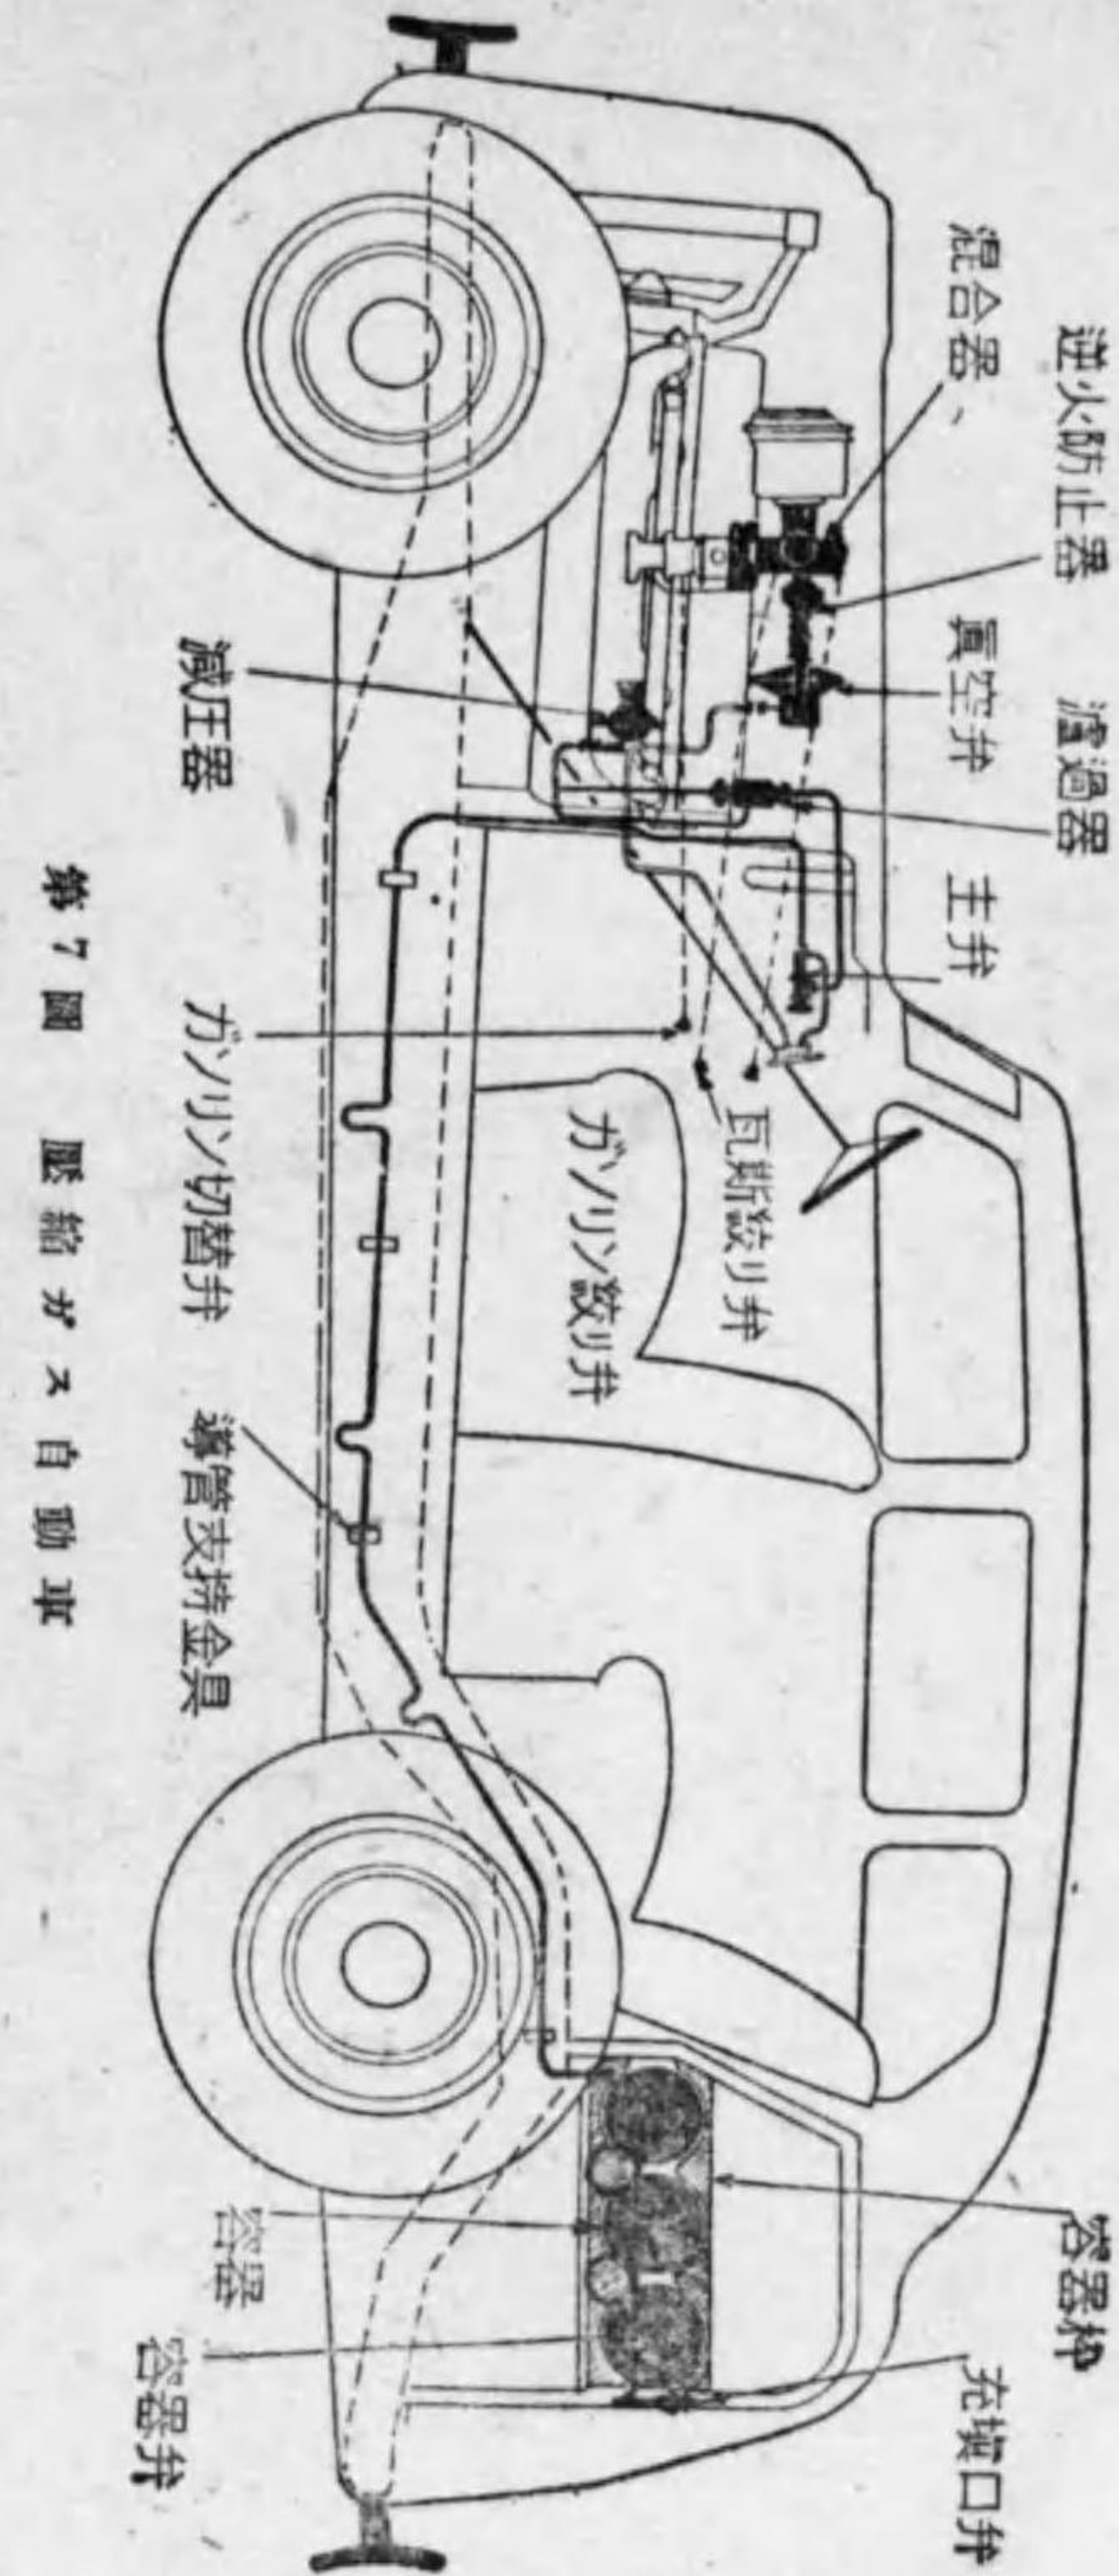 混合器
逆火防止器
眞空弁
濾過器
主弁
減圧器
ガソリン切替弁
瓦斯絞リ弁
ガソリン絞リ弁
導管支持金具
容器枠
充塡口弁
容器
容器弁
第7圖 壓縮ガス自動車